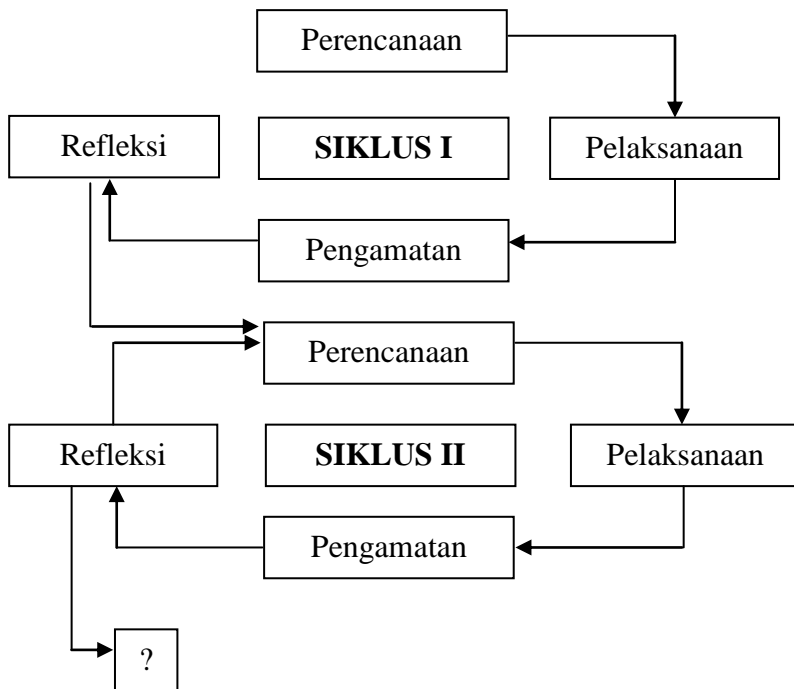 Perencanaan
Refleksi
SIKLUS I
Pelaksanaan
Pengamatan
Perencanaan
Refleksi
SIKLUS II
Pelaksanaan
Pengamatan
?